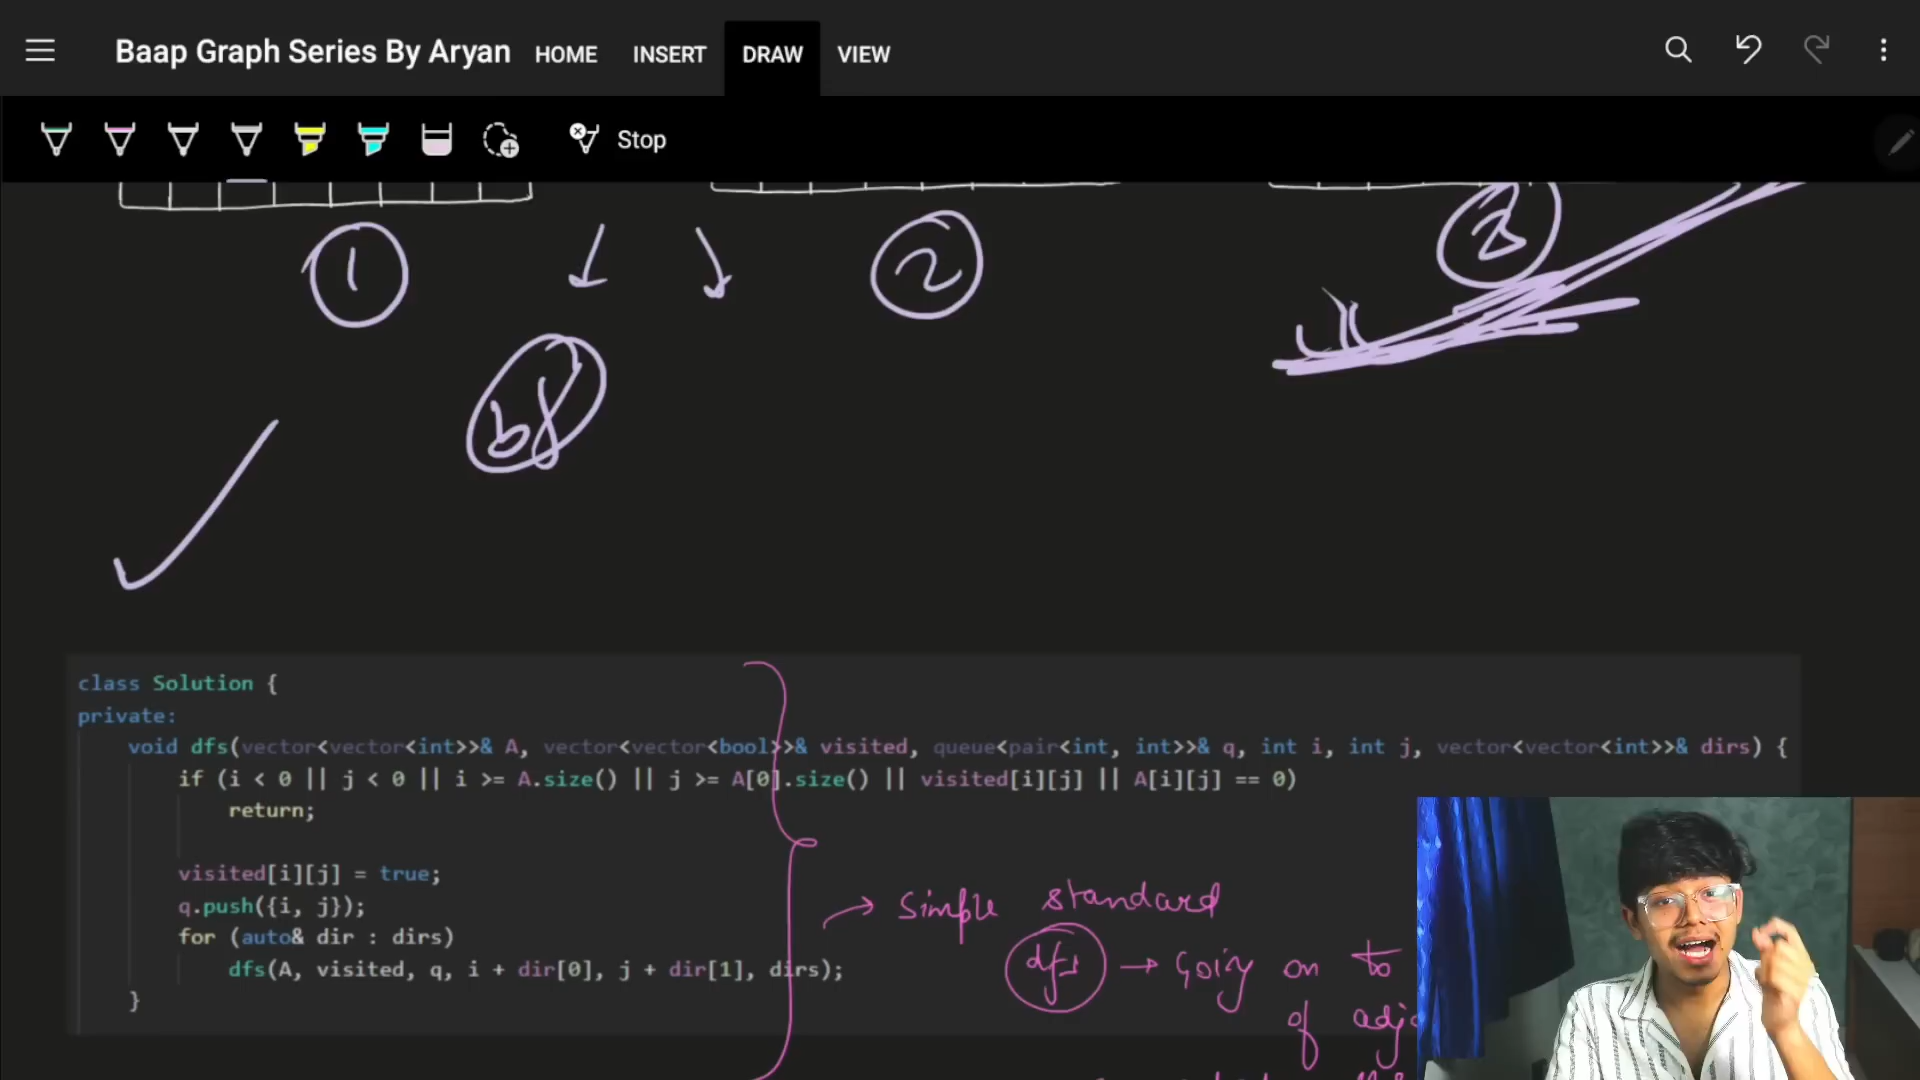 Baap Graph Series By Aryan HOME INSERT DRAW VIEW
Stop
1
2
3
bf
class Solution {
private:
void dfs(vector<vector<int>>& A, vector<vector<bool>>& visited, queue<pair<int, int>>& q, int i, int j, vector<vector<int>>& dirs) {
if (i < 0 || j < 0 || i >= A.size() || j >= A[0].size() || visited[i][j] || A[i][j] == 0)
return;
visited[i][j] = true;
q.push({i, j});
for (auto& dir : dirs)
dfs(A, visited, q, i + dir[0], j + dir[1], dirs);
}
→ Simple standard
dfs → Going on to
of